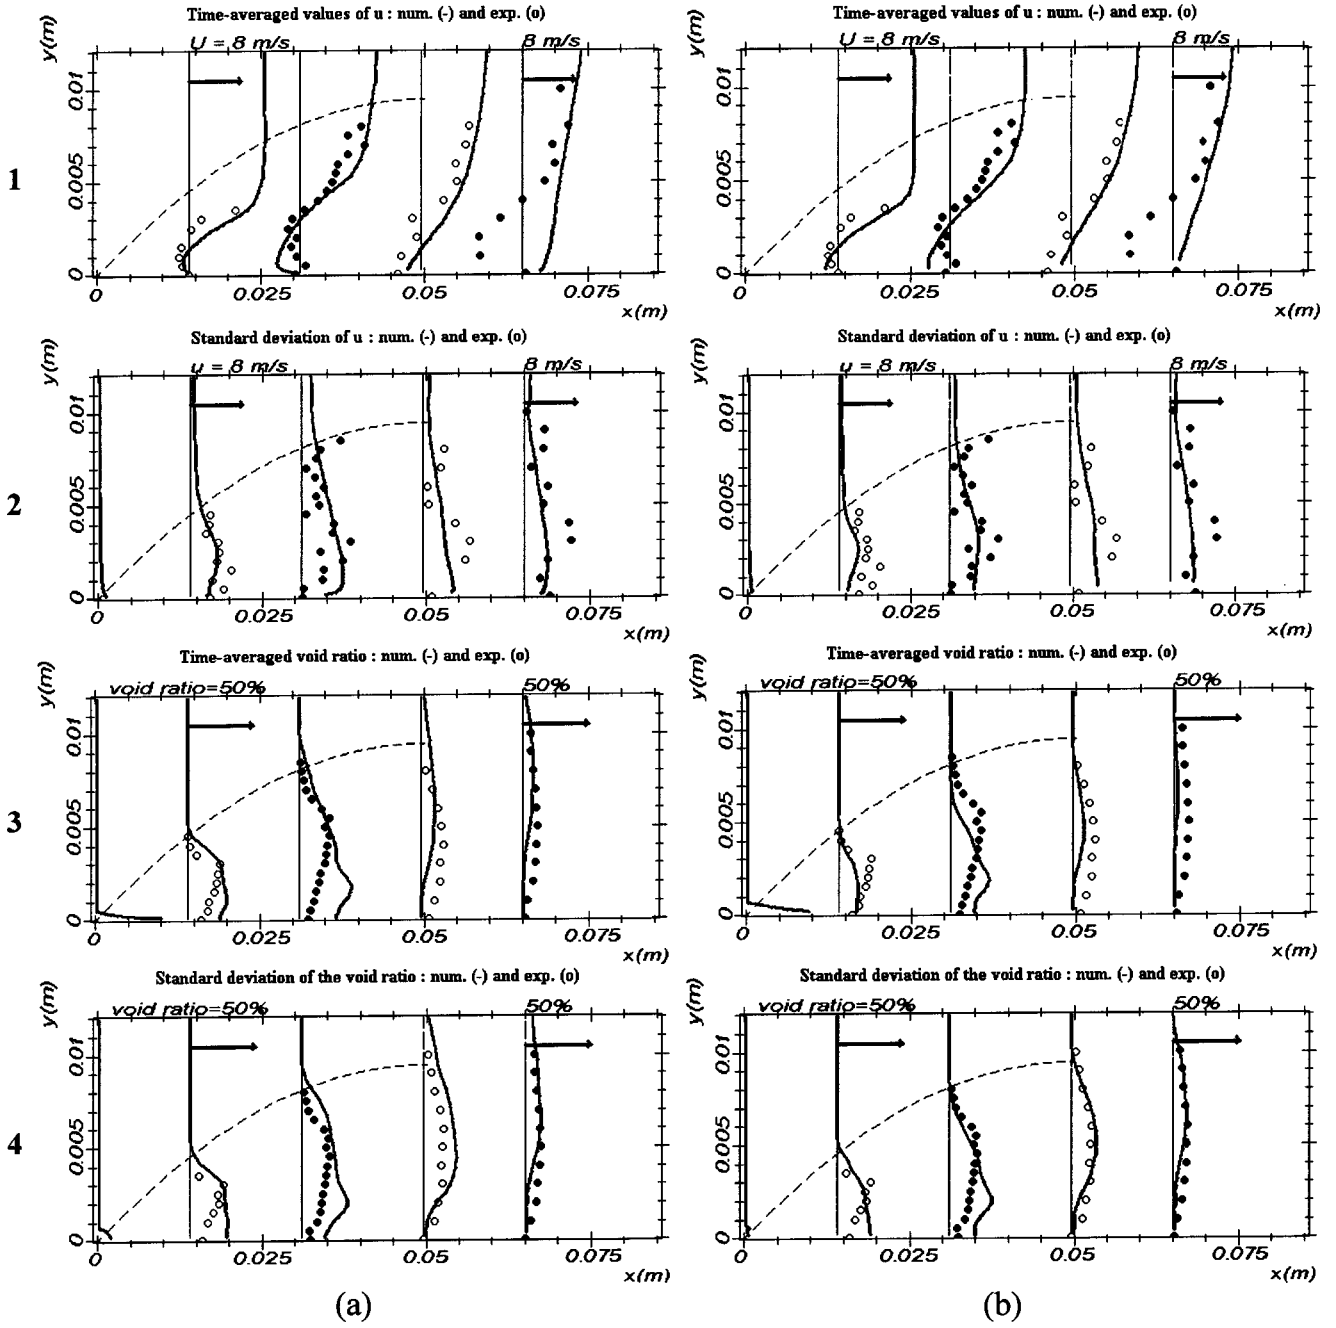 Time-averaged values of u : num. (-) and exp. (o)
Time-averaged values of u : num. (-) and exp. (o)
y(m)
U = 8 m/s
8 m/s
y(m)
U = 8 m/s
8 m/s
0.01
0.005
0
0.01
0.005
0
1
0
0.025
0.05
0.075
0
0.025
0.05
0.075
x(m)
x(m)
Standard deviation of u : num. (-) and exp. (o)
Standard deviation of u : num. (-) and exp. (o)
y(m)
u = 8 m/s
8 m/s
y(m)
u = 8 m/s
8 m/s
0.01
0.005
0
0.01
0.005
0
2
0
0.025
0.05
0.075
0
0.025
0.05
0.075
x(m)
x(m)
Time-averaged void ratio : num. (-) and exp. (o)
Time-averaged void ratio : num. (-) and exp. (o)
y(m)
void ratio=50%
50%
y(m)
void ratio=50%
50%
0.01
0.005
0
0.01
0.005
0
3
0
0.025
0.05
0.075
0
0.025
0.05
0.075
x(m)
x(m)
Standard deviation of the void ratio : num. (-) and exp. (o)
Standard deviation of the void ratio : num. (-) and exp. (o)
y(m)
void ratio=50%
50%
y(m)
void ratio=50%
50%
0.01
0.005
0
0.01
0.005
0
4
0
0.025
0.05
0.075
0
0.025
0.05
0.075
x(m)
x(m)
(a)
(b)